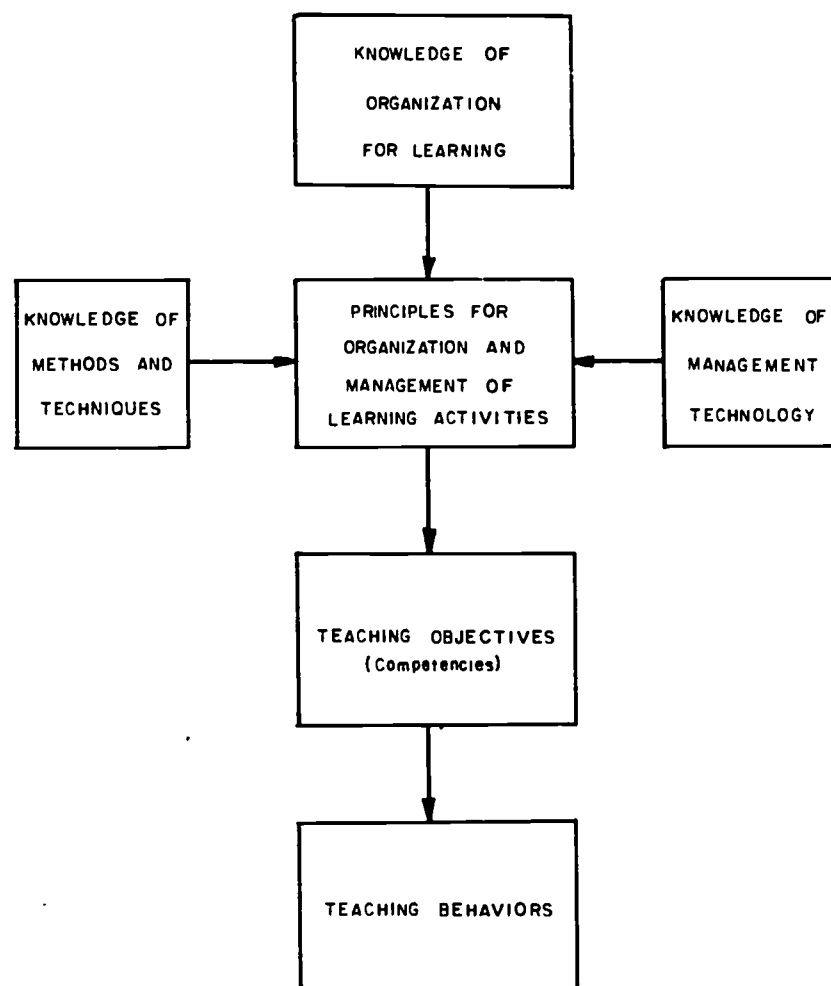 KNOWLEDGE OF
ORGANIZATION
FOR LEARNING
KNOWLEDGE OF
METHODS AND
TECHNIQUES
PRINCIPLES FOR
ORGANIZATION AND
MANAGEMENT OF
LEARNING ACTIVITIES
KNOWLEDGE OF
MANAGEMENT
TECHNOLOGY
TEACHING OBJECTIVES
(Competencies)
TEACHING BEHAVIORS